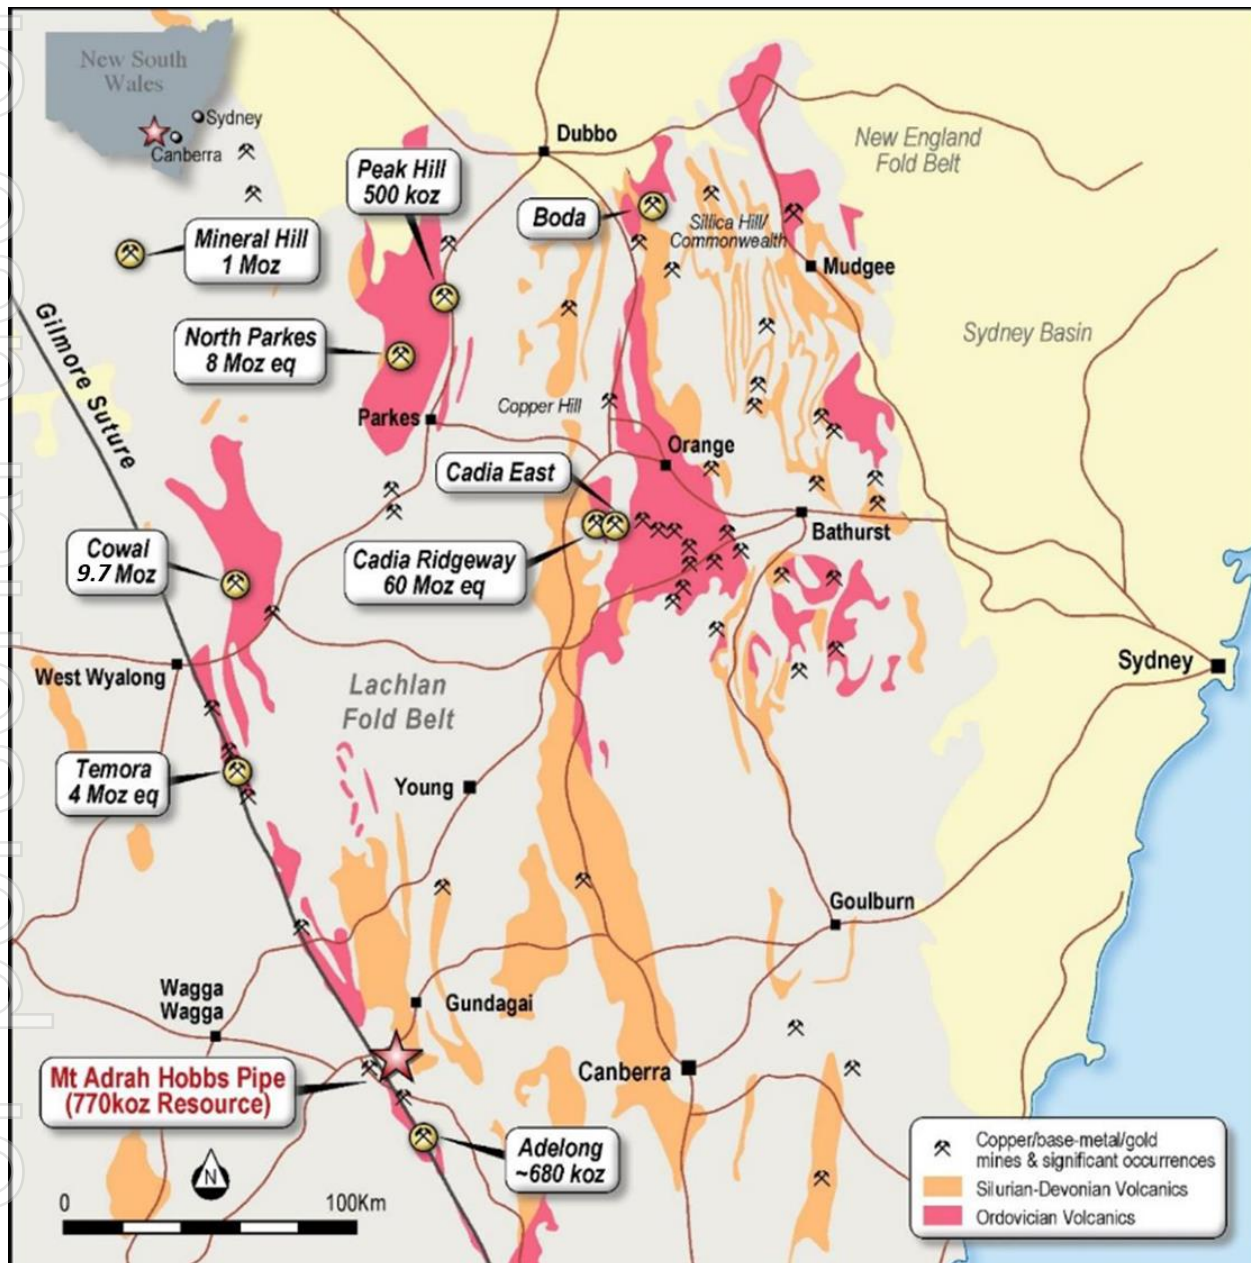 New South
Wales
Sydney
Canberra
Dubbo
New England
Fold Belt
Peak Hill
500 koz
Boda
Sillica Hill/
Commonwealth
Mineral Hill
1 Moz
Mudgee
Gilmore Suture
North Parkes
8 Moz eq
Sydney Basin
Copper Hill
Parkes
Orange
Cadia East
Bathurst
Cowal
9.7 Moz
Cadia Ridgeway
60 Moz eq
West Wyalong
Sydney
Lachlan
Fold Belt
Temora
4 Moz eq
Young
Goulburn
Wagga
Wagga
Gundagai
Mt Adrah Hobbs Pipe
(770koz Resource)
Canberra
Adelong
~680 koz
N
0 100Km
Copper/base-metal/gold
mines & significant occurrences
Silurian-Devonian Volcanics
Ordovician Volcanics